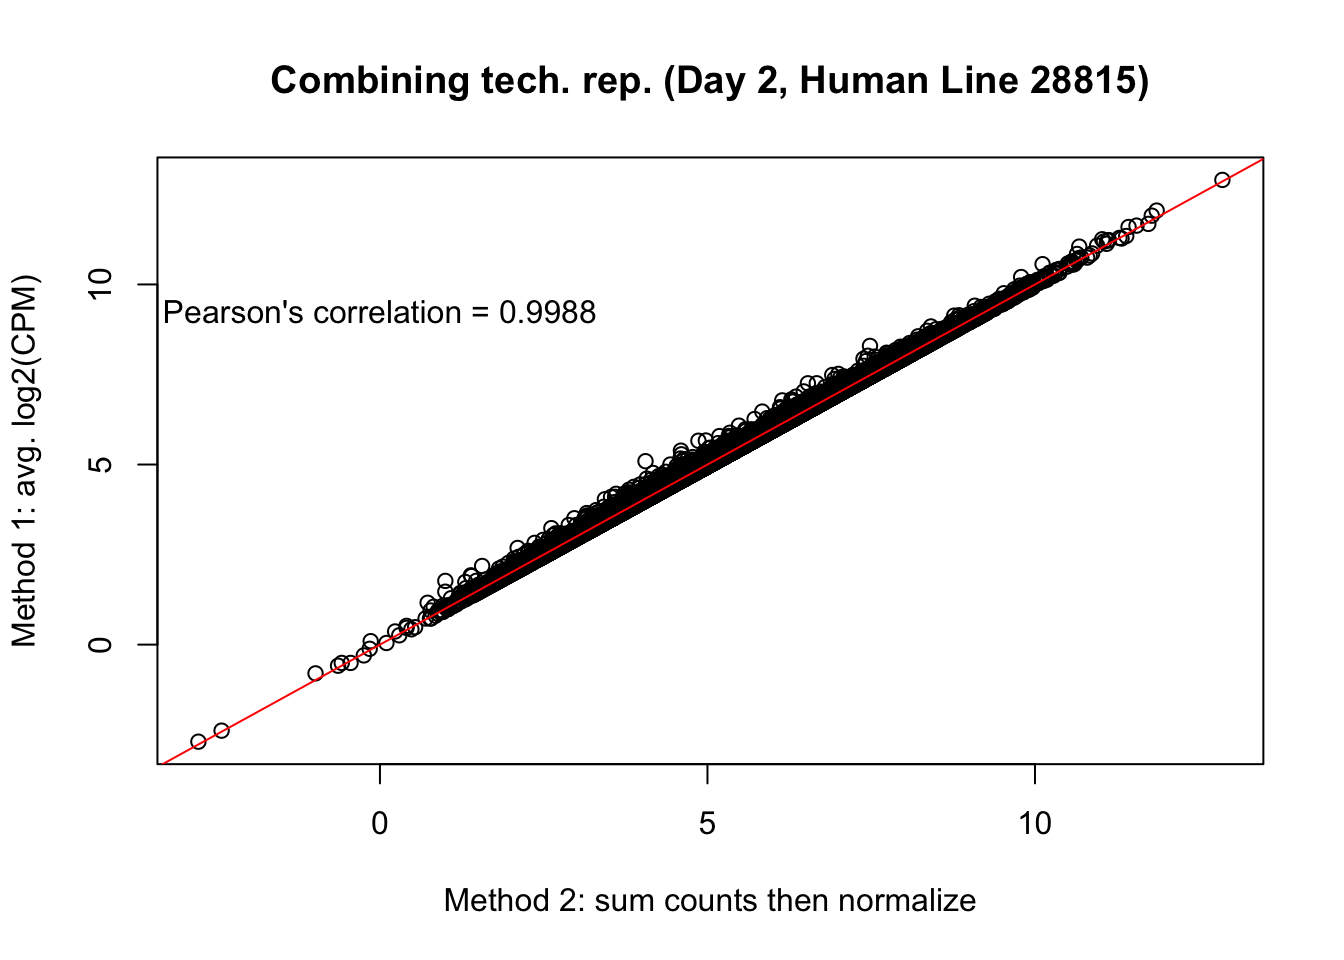 Combining tech. rep. (Day 2, Human Line 28815)
Method 1: avg. log2(CPM)
10
5
0
Pearson's correlation = 0.9988
0 5 10
Method 2: sum counts then normalize